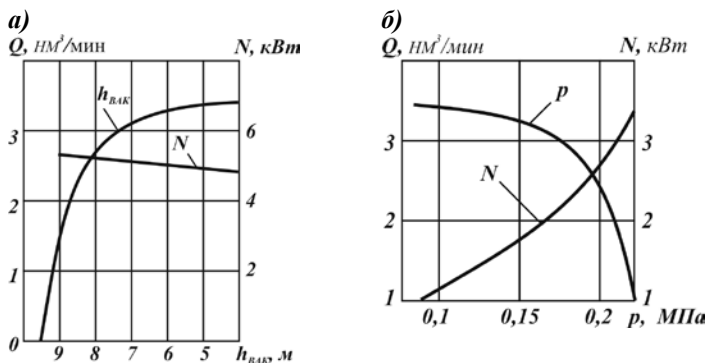 а)
Q, НМ³/мин N, кВт
h_ВАК
N
3 6
2 4
1 2
0
9 8 7 6 5 h_ВАК, м
б)
Q, НМ³/мин N, кВт
p
N
3 3
2 2
1 1
0,1 0,15 0,2 p, МПа